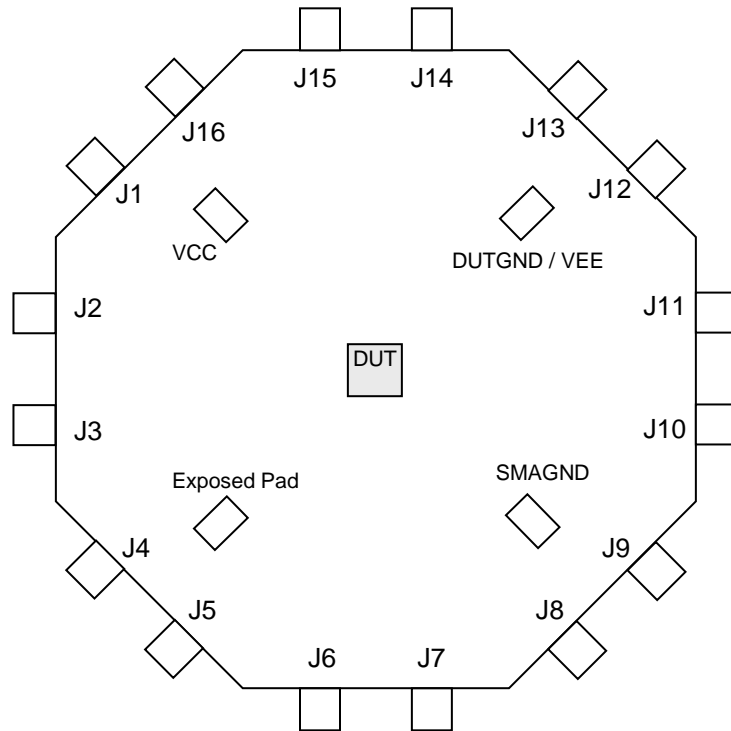 J15
J14
J16
J13
J1
J12
VCC
DUTGND / VEE
J2
J11
DUT
J3
J10
Exposed Pad
SMAGND
J4
J9
J5
J8
J6
J7